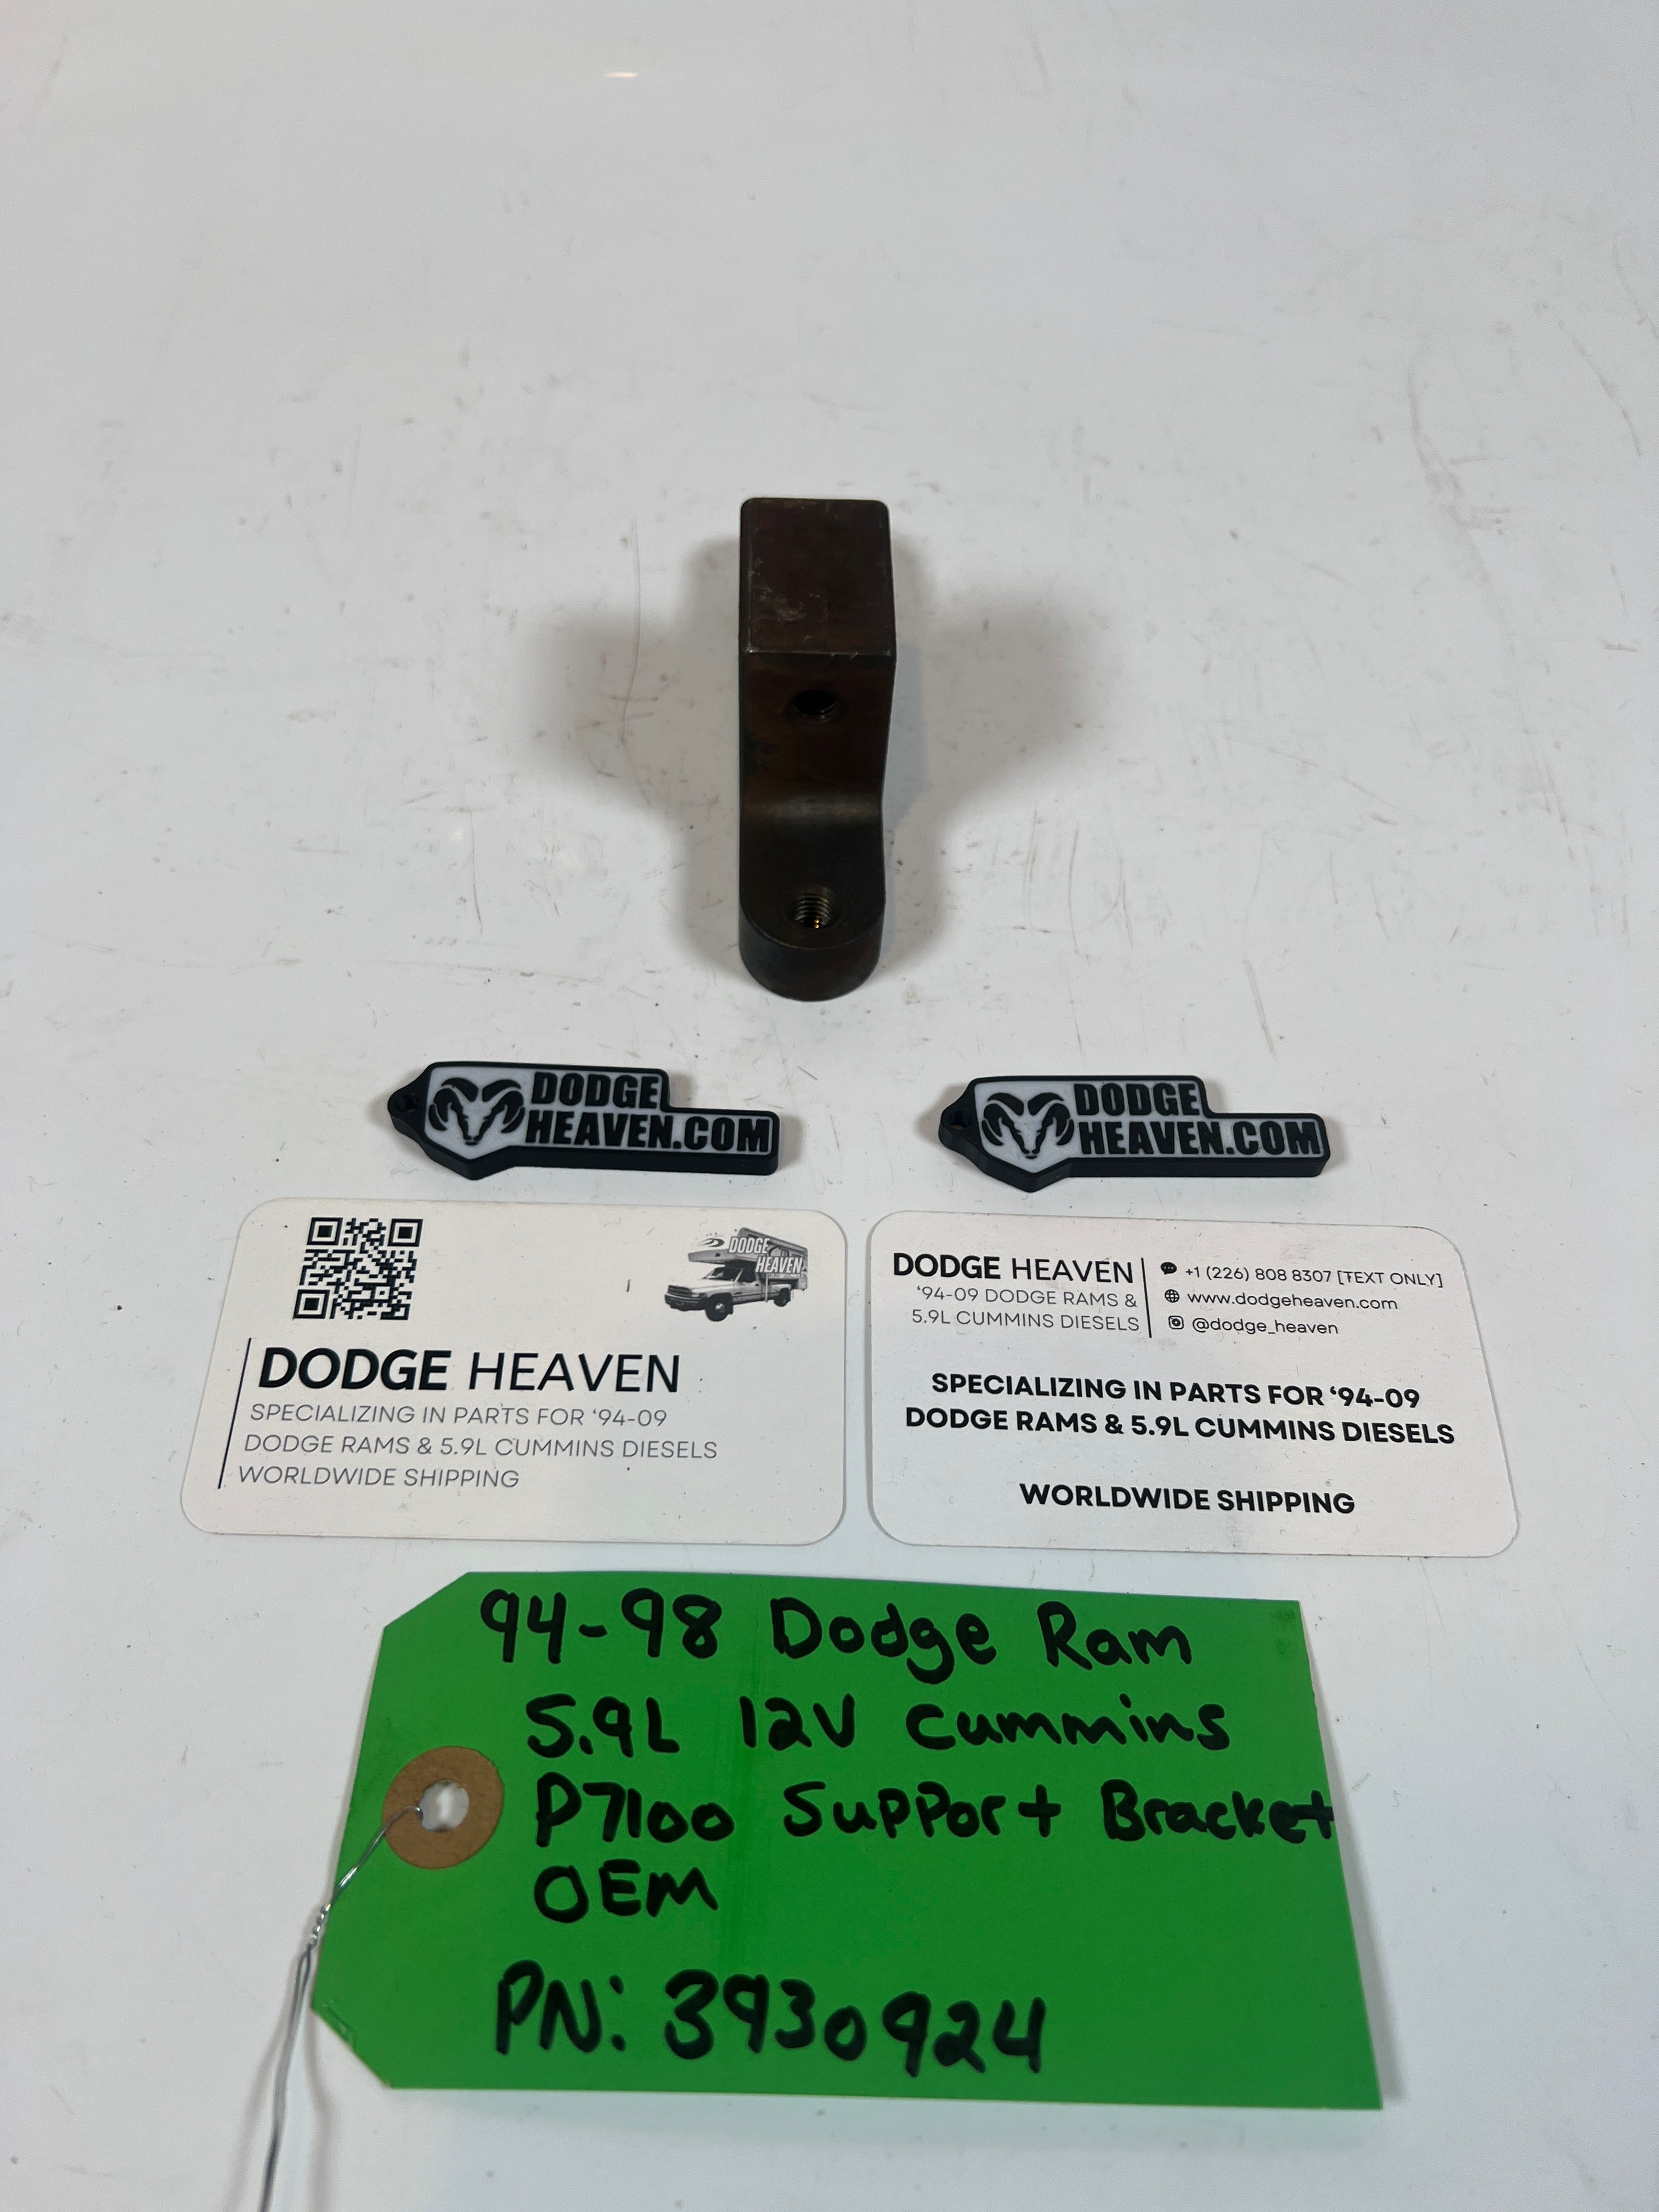 DODGE
HEAVEN.COM
DODGE
HEAVEN.COM
DODGE
HEAVEN
DODGE HEAVEN
SPECIALIZING IN PARTS FOR ‘94-09
DODGE RAMS & 5.9L CUMMINS DIESELS
WORLDWIDE SHIPPING
DODGE HEAVEN
‘94-09 DODGE RAMS &
5.9L CUMMINS DIESELS
+1 (226) 808 8307 [TEXT ONLY]
www.dodgeheaven.com
@dodge_heaven
SPECIALIZING IN PARTS FOR ‘94-09
DODGE RAMS & 5.9L CUMMINS DIESELS
WORLDWIDE SHIPPING
94-98 Dodge Ram
5.9L 12V Cummins
P7100 Support Bracket
OEM
PN: 3930924